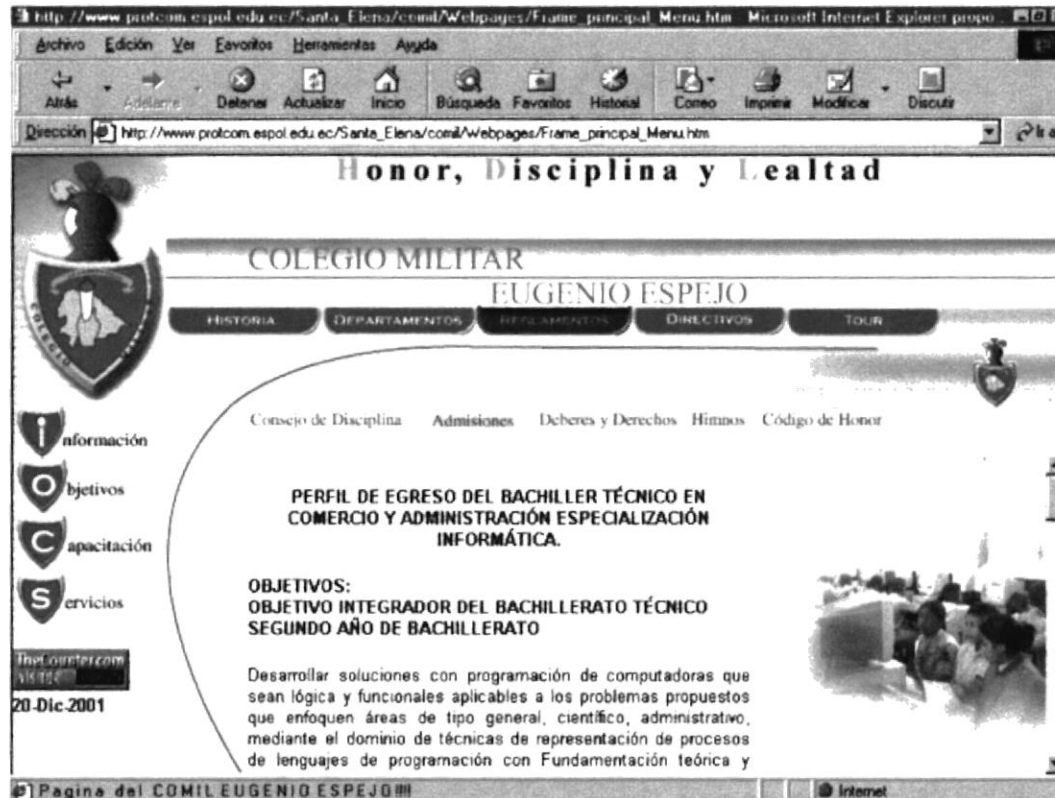 http://www protcom espol edu ec/Santa_Elena/comil/Webpages/Frame_principal_Menu.htm Microsoft Internet Explorer propo
Archivo Edición Ver Favoritos Herramientas Ayuda
Atrás Adelante Detener Actualizar Inicio Búsqueda Favoritos Historial Correo Imprimir Modificar Discutir
Dirección http://www.protcom.espol.edu.ec/Santa_Elena/comil/Webpages/Frame_principal_Menu.htm Ir a
Honor, Disciplina y Lealtad
COLEGIO MILITAR
EUGENIO ESPEJO
HISTORIA DEPARTAMENTOS REGLAMENTOS DIRECTIVOS TOUR
COLEGIO
Consejo de Disciplina Admisiones Deberes y Derechos Himnos Código de Honor
Información
Objetivos
Capacitación
Servicios
PERFIL DE EGRESO DEL BACHILLER TÉCNICO EN
COMERCIO Y ADMINISTRACIÓN ESPECIALIZACIÓN
INFORMÁTICA.
OBJETIVOS:
OBJETIVO INTEGRADOR DEL BACHILLERATO TÉCNICO
SEGUNDO AÑO DE BACHILLERATO
Desarrollar soluciones con programación de computadoras que
sean lógica y funcionales aplicables a los problemas propuestos
que enfoquen áreas de tipo general, científico, administrativo,
mediante el dominio de técnicas de representación de procesos
de lenguajes de programación con Fundamentación teórica y
TheCounter.com
20-Dic-2001
Pagina del COMIL EUGENIO ESPEJO!!!!
Internet